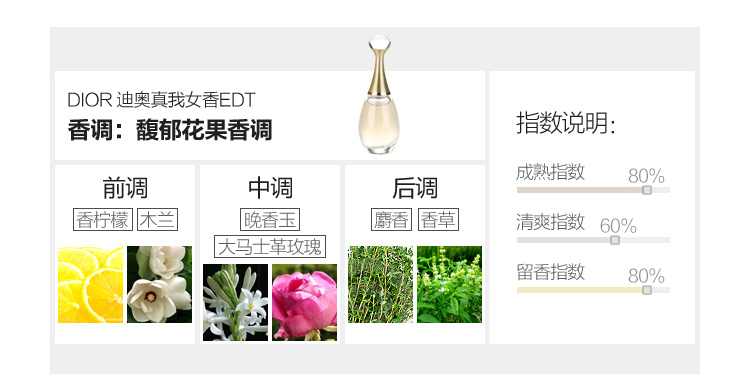 DIOR 迪奥真我女香EDT
香调：馥郁花果香调
前调
香柠檬 木兰
中调
晚香玉
大马士革玫瑰
后调
麝香 香草
指数说明：
成熟指数 80%
清爽指数 60%
留香指数 80%